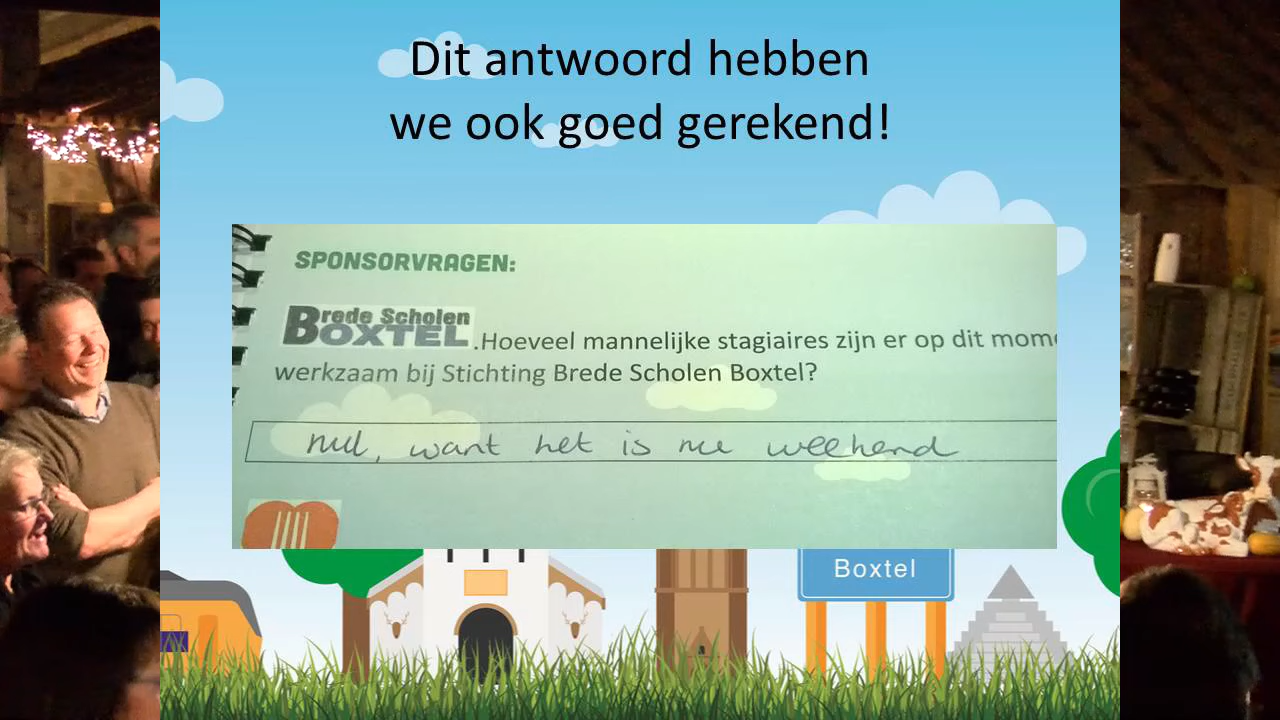 Dit antwoord hebben
we ook goed gerekend!
SPONSORVRAGEN:
Brede Scholen
BOXTEL
.Hoeveel mannelijke stagiaires zijn er op dit mom
werkzaam bij Stichting Brede Scholen Boxtel?
nul, want het is nu weekend
Boxtel